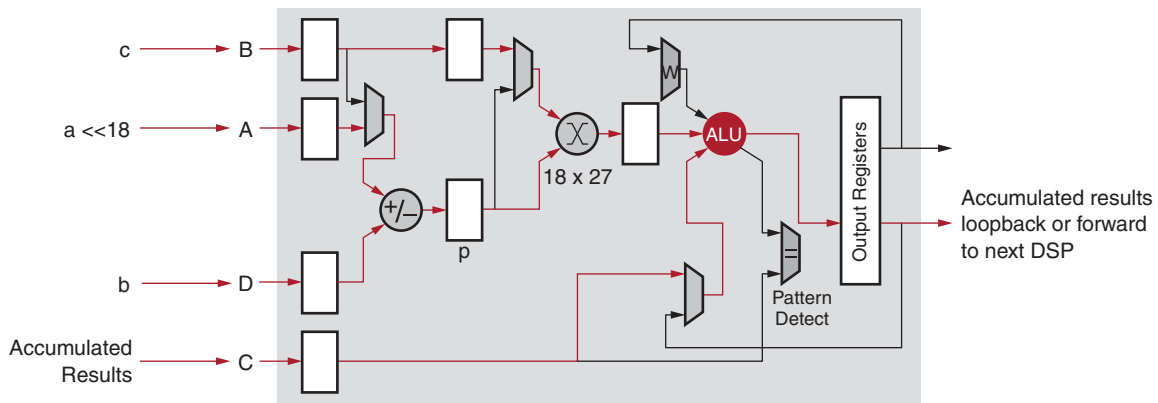 c
B
a <<18
A
b
D
Accumulated
Results
C
+/–
p
18 x 27
W
ALU
=
Pattern
Detect
Output Registers
Accumulated results
loopback or forward
to next DSP